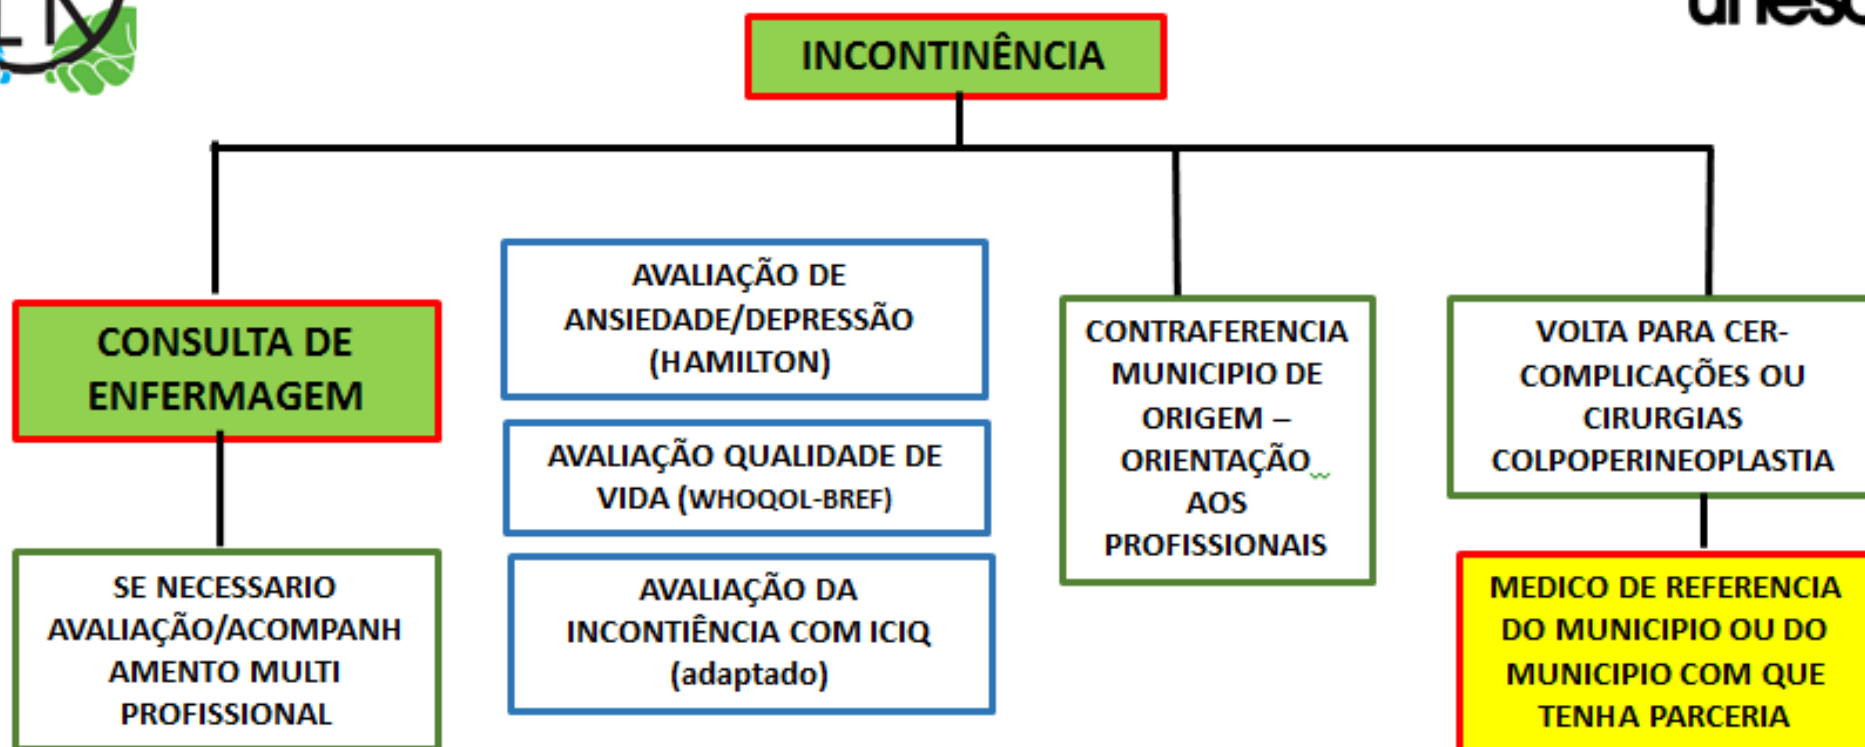 unesc
INCONTINÊNCIA
CONSULTA DE
ENFERMAGEM
SE NECESSARIO
AVALIAÇÃO/ACOMPANH
AMENTO MULTI
PROFISSIONAL
AVALIAÇÃO DE
ANSIEDADE/DEPRESSÃO
(HAMILTON)
AVALIAÇÃO QUALIDADE DE
VIDA (WHOQOL-BREF)
AVALIAÇÃO DA
INCONTIÊNCIA COM ICIQ
(adaptado)
CONTRAFERENCIA
MUNICIPIO DE
ORIGEM –
ORIENTAÇÃO
AOS
PROFISSIONAIS
VOLTA PARA CER-
COMPLICAÇÕES OU
CIRURGIAS
COLPOPERINEOPLASTIA
MEDICO DE REFERENCIA
DO MUNICIPIO OU DO
MUNICIPIO COM QUE
TENHA PARCERIA